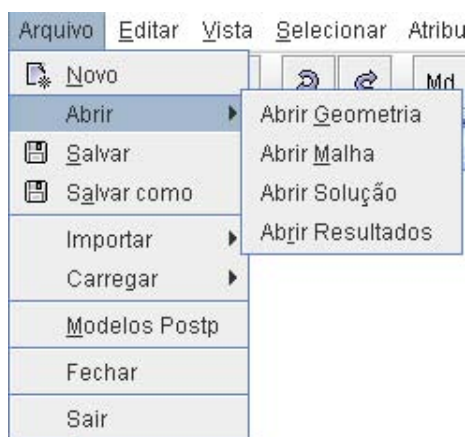 Arquivo Editar Vista Selecionar Atribu
Novo
Md
Abrir
Abrir Geometria
Abrir Malha
Abrir Solução
Abrir Resultados
Salvar
Salvar como
Importar
Carregar
Modelos Postp
Fechar
Sair